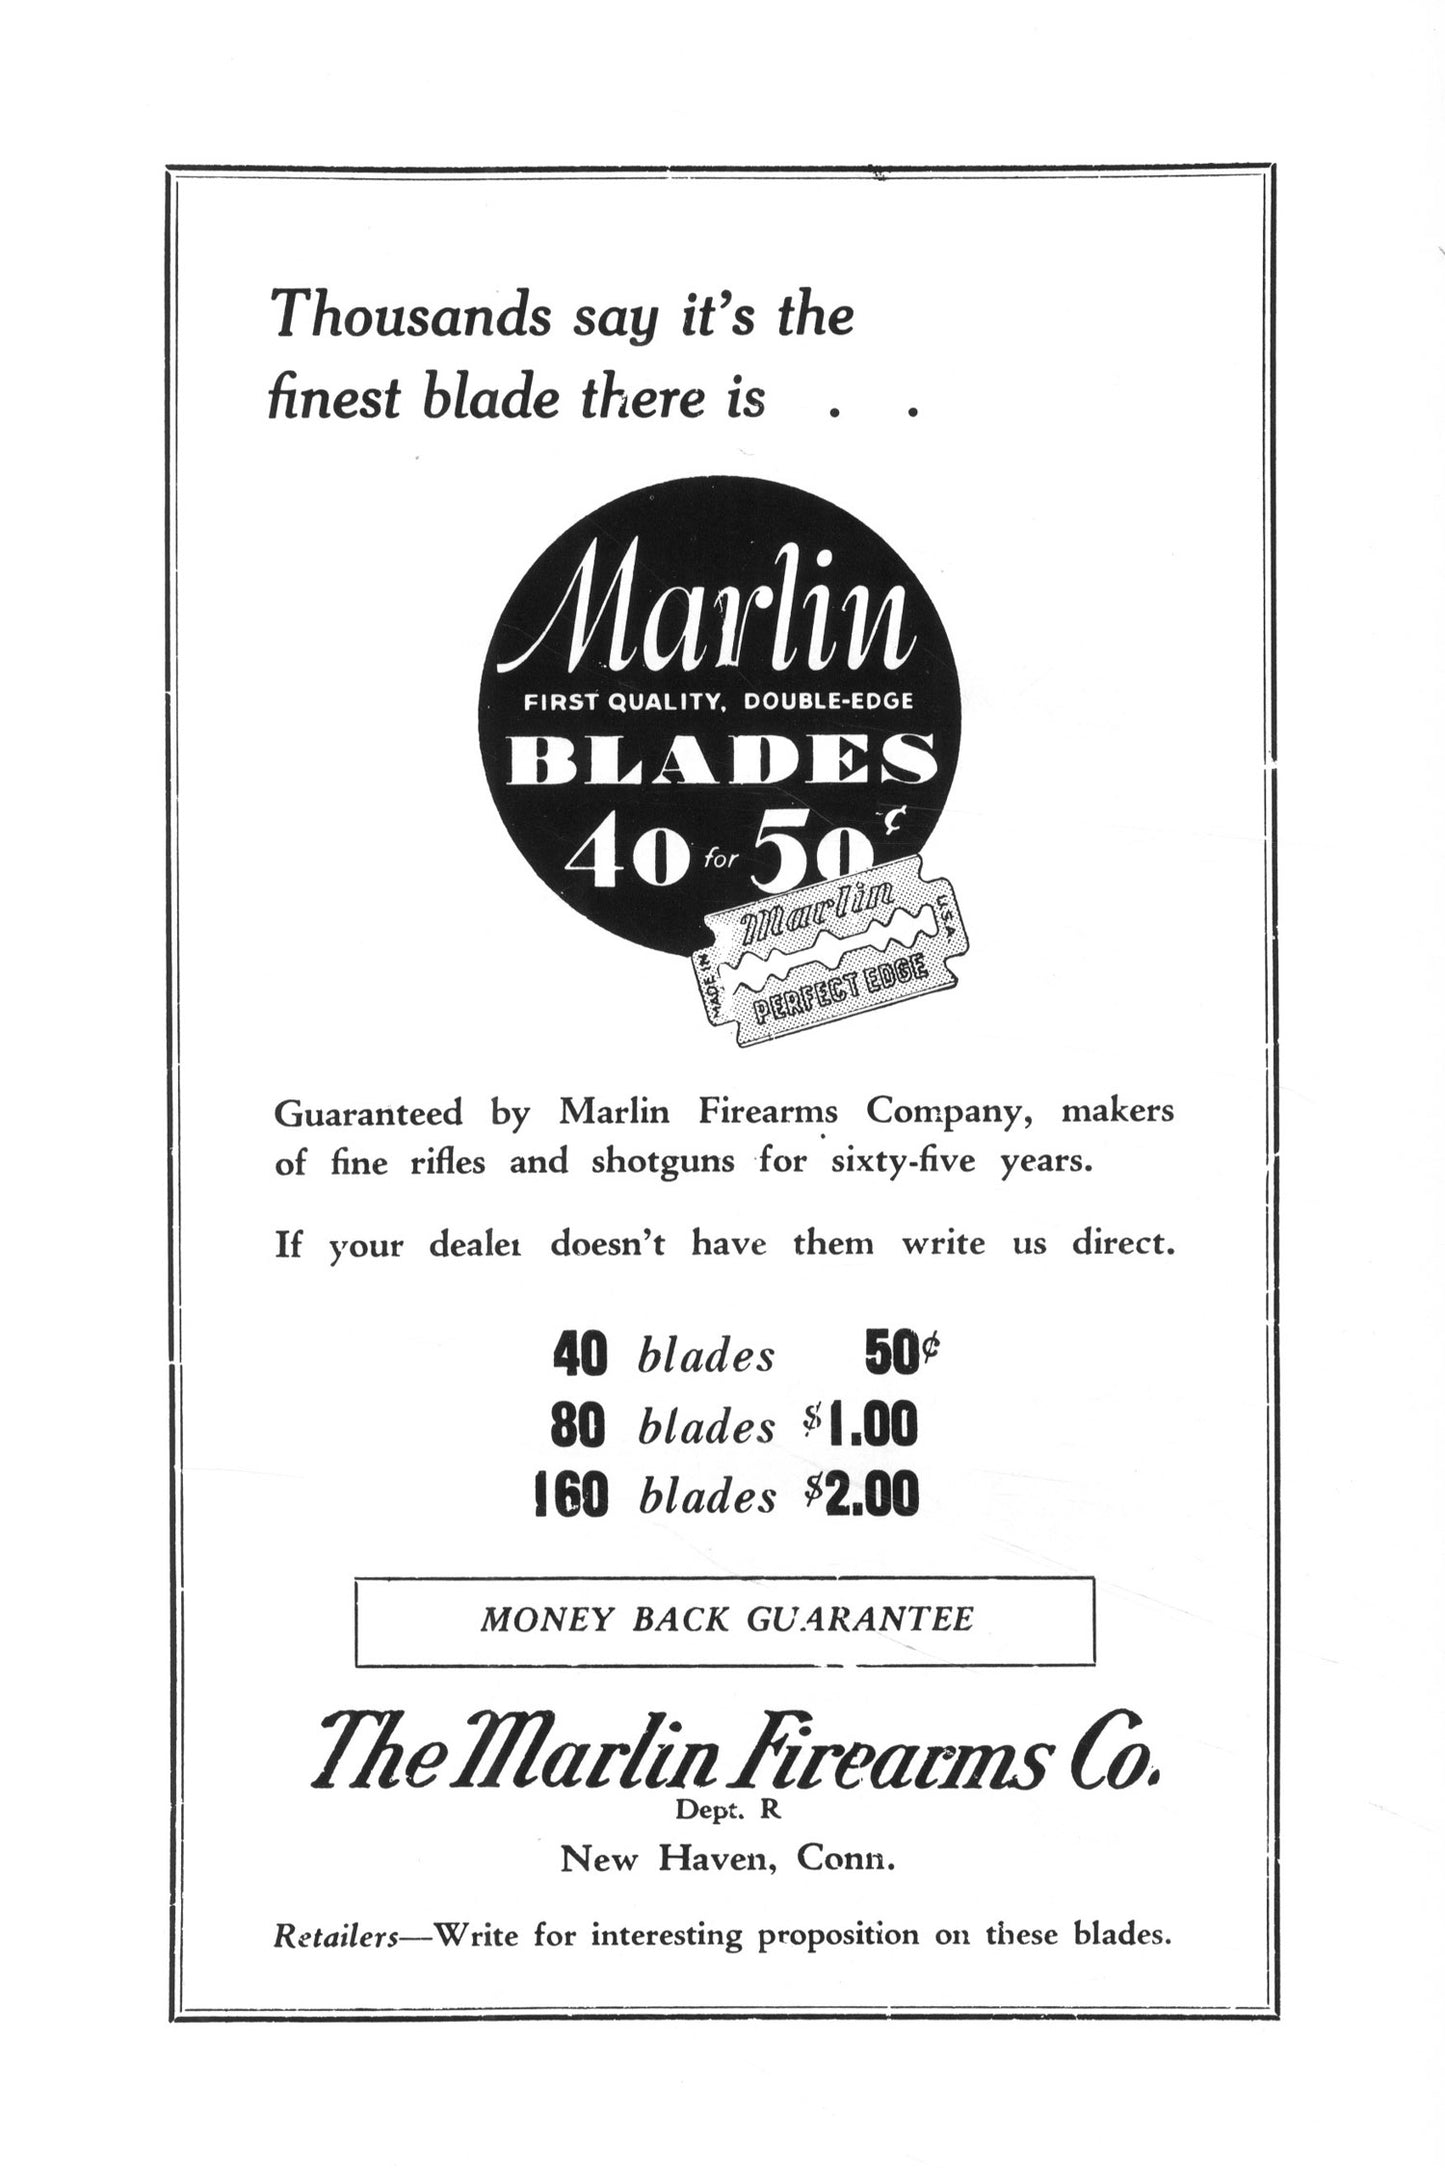 Thousands say it's the
finest blade there is . .
Marlin
FIRST QUALITY, DOUBLE-EDGE
BLADES
40 for 50¢
Marlin
MADE IN U.S.A.
PERFECT EDGE
Guaranteed by Marlin Firearms Company, makers
of fine rifles and shotguns for sixty-five years.
If your dealer doesn't have them write us direct.
40 blades 50¢
80 blades $1.00
160 blades $2.00
MONEY BACK GUARANTEE
The Marlin Firearms Co.
Dept. R
New Haven, Conn.
Retailers—Write for interesting proposition on these blades.